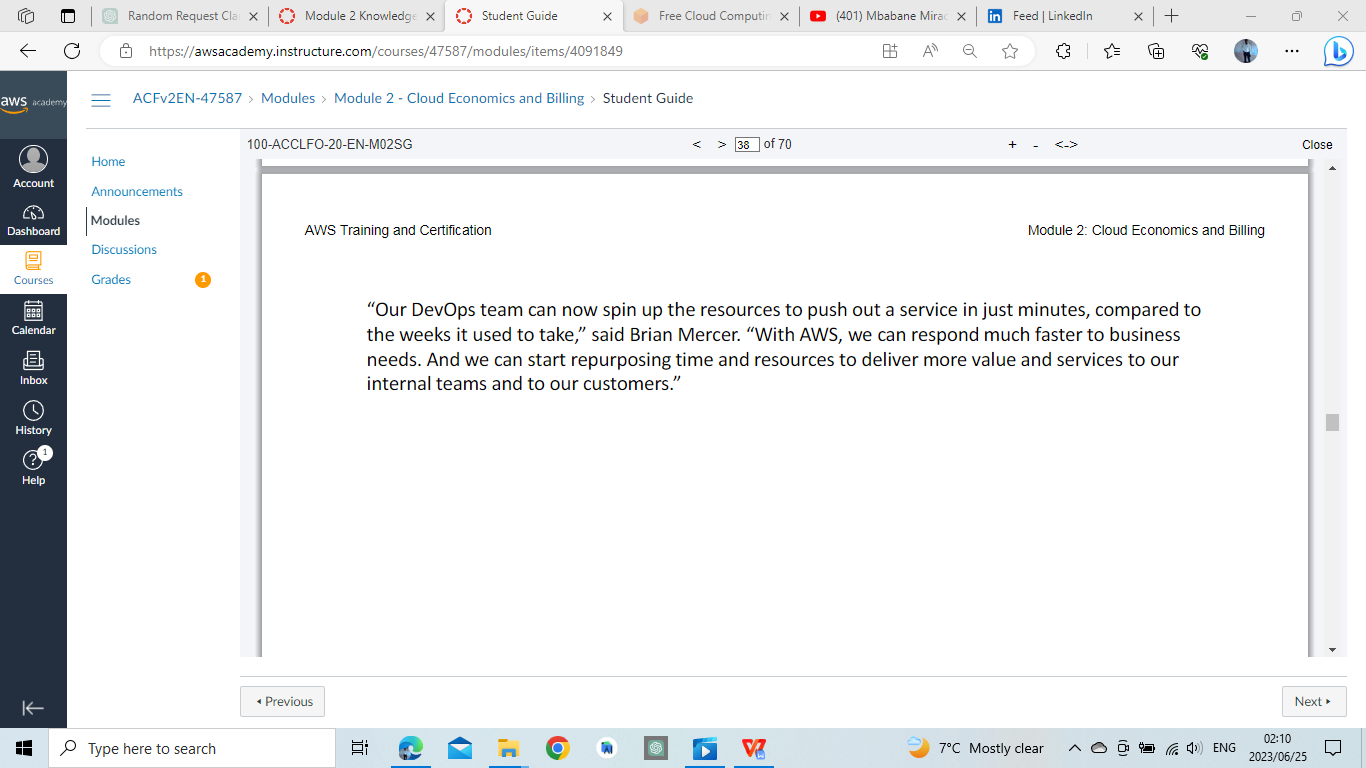 Random Request Cla
Module 2 Knowledge
Student Guide
Free Cloud Computin
(401) Mbabane Mirac
Feed | LinkedIn
https://awsacademy.instructure.com/courses/47587/modules/items/4091849
aws academy
ACFv2EN-47587 > Modules > Module 2 - Cloud Economics and Billing > Student Guide
100-ACCLFO-20-EN-M02SG
< > 38 of 70
+ - <->
Close
Account
Dashboard
Courses
Calendar
Inbox
History
1
Help
Home
Announcements
Modules
Discussions
Grades 1
AWS Training and Certification
Module 2: Cloud Economics and Billing
“Our DevOps team can now spin up the resources to push out a service in just minutes, compared to
the weeks it used to take,” said Brian Mercer. “With AWS, we can respond much faster to business
needs. And we can start repurposing time and resources to deliver more value and services to our
internal teams and to our customers.”
Previous
Next
Type here to search
7°C Mostly clear
ENG
02:10
2023/06/25